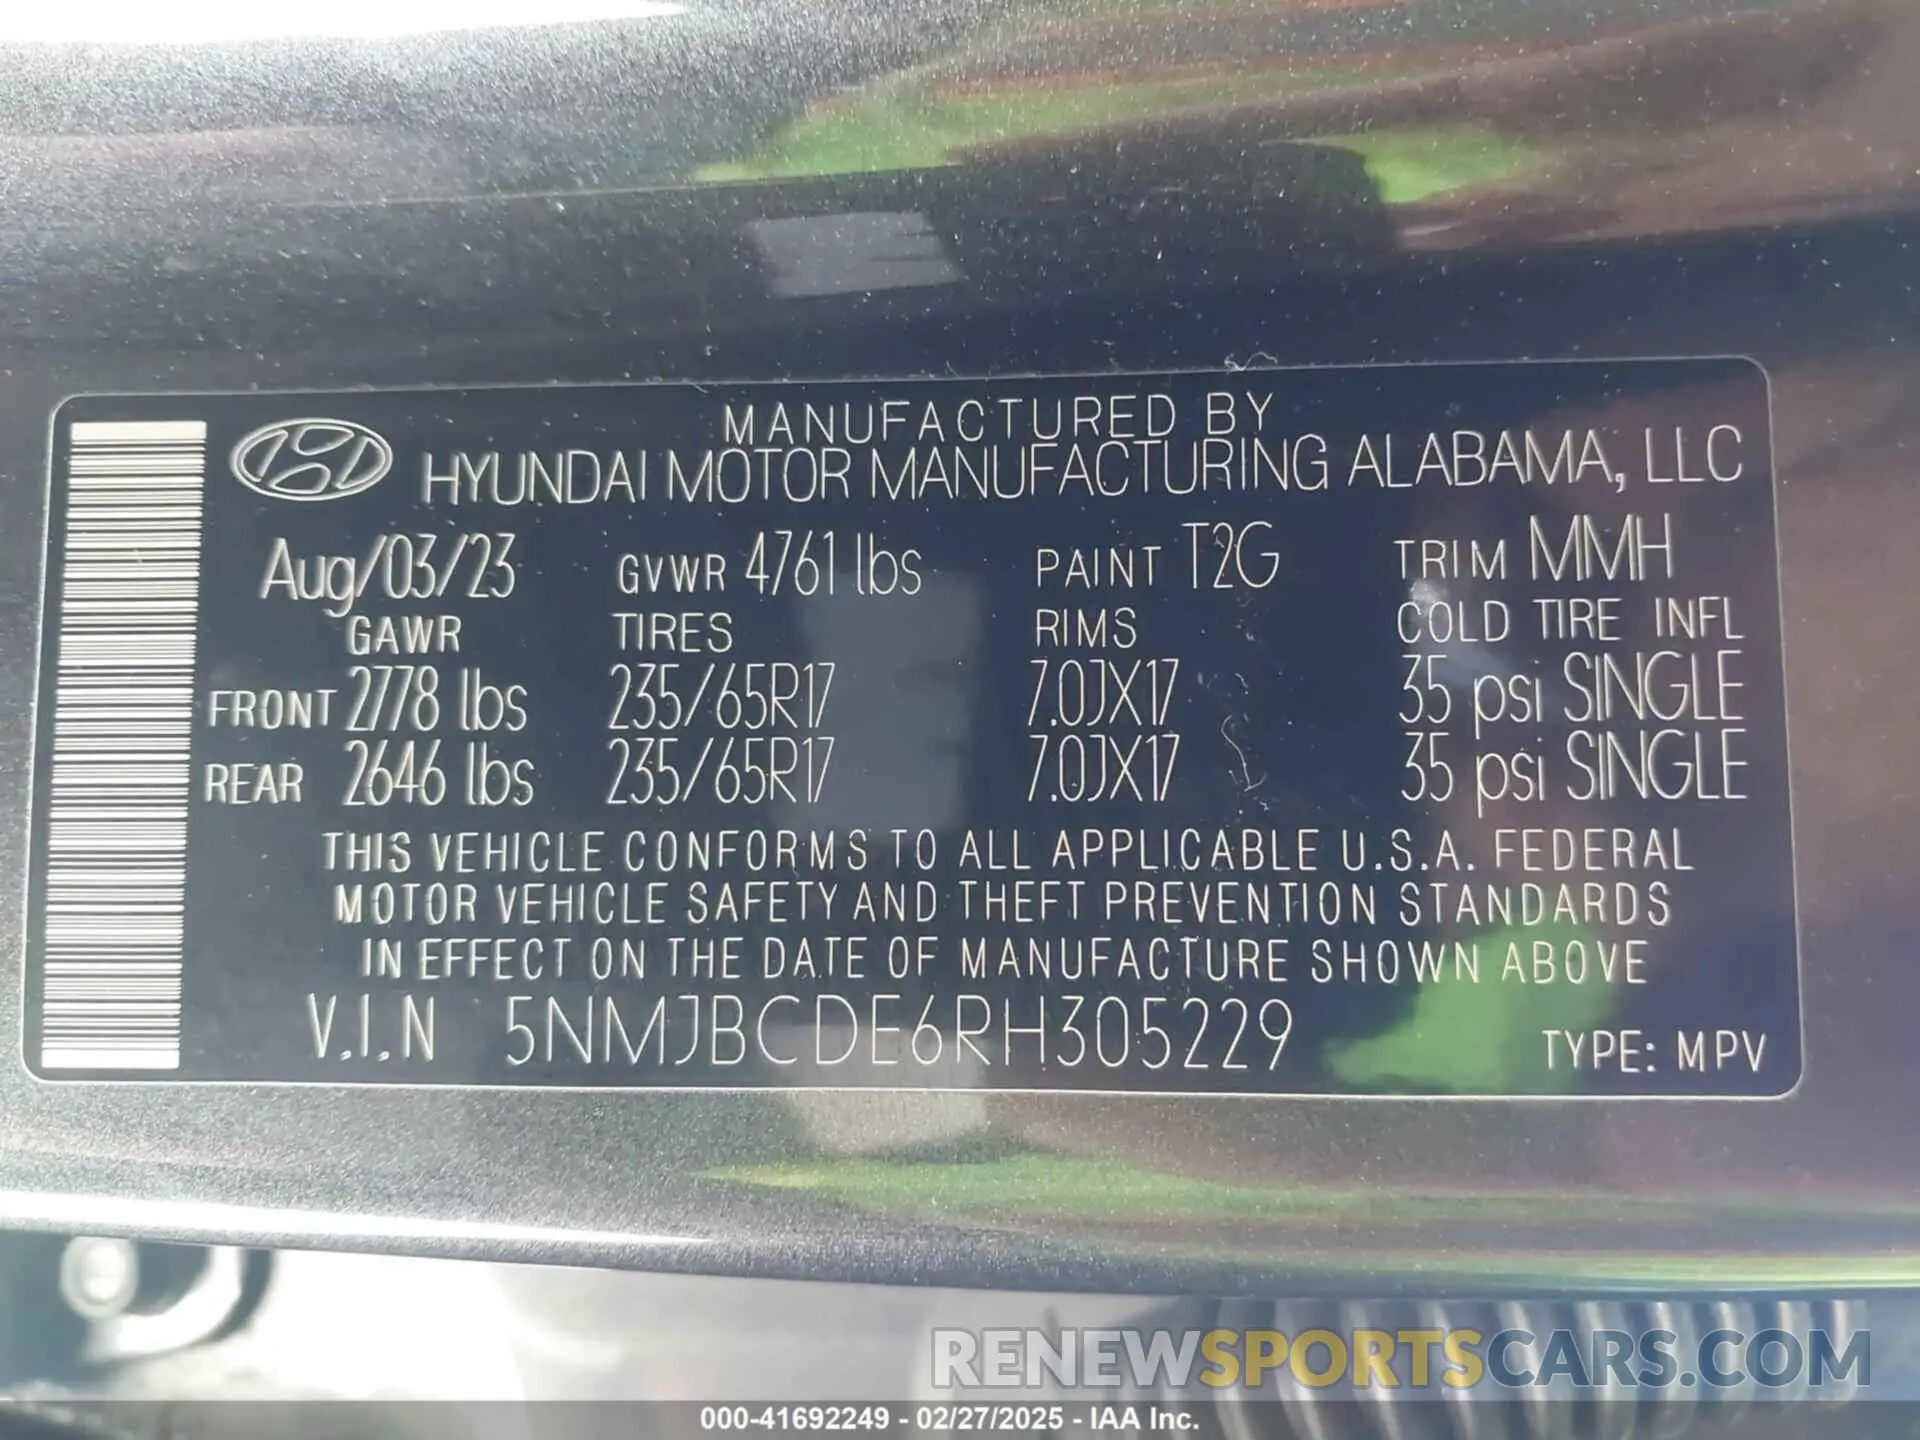 MANUFACTURED BY
HYUNDAI MOTOR MANUFACTURING ALABAMA, LLC
Aug/03/23 GVWR 4761 lbs PAINT T2G TRIM MMH
GAWR TIRES RIMS COLD TIRE INFL
FRONT 2778 lbs 235/65R17 7.0JX17 35 psi SINGLE
REAR 2646 lbs 235/65R17 7.0JX17 35 psi SINGLE
THIS VEHICLE CONFORMS TO ALL APPLICABLE U.S.A. FEDERAL
MOTOR VEHICLE SAFETY AND THEFT PREVENTION STANDARDS
IN EFFECT ON THE DATE OF MANUFACTURE SHOWN ABOVE
V.I.N 5NMJBCDE6RH305229 TYPE: MPV
RENEWSPORTSCARS.COM
000-41692249 - 02/27/2025 - IAA Inc.